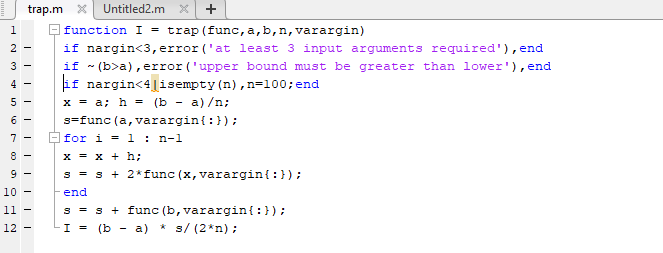 trap.m × Untitled2.m × +
1 function I = trap(func,a,b,n,varargin)
2 – if nargin<3,error('at least 3 input arguments required'),end
3 – if ~(b>a),error('upper bound must be greater than lower'),end
4 – if nargin<4|isempty(n),n=100;end
5 – x = a; h = (b - a)/n;
6 – s=func(a,varargin{:});
7 – for i = 1 : n-1
8 – x = x + h;
9 – s = s + 2*func(x,varargin{:});
10 – end
11 – s = s + func(b,varargin{:});
12 – I = (b - a) * s/(2*n);